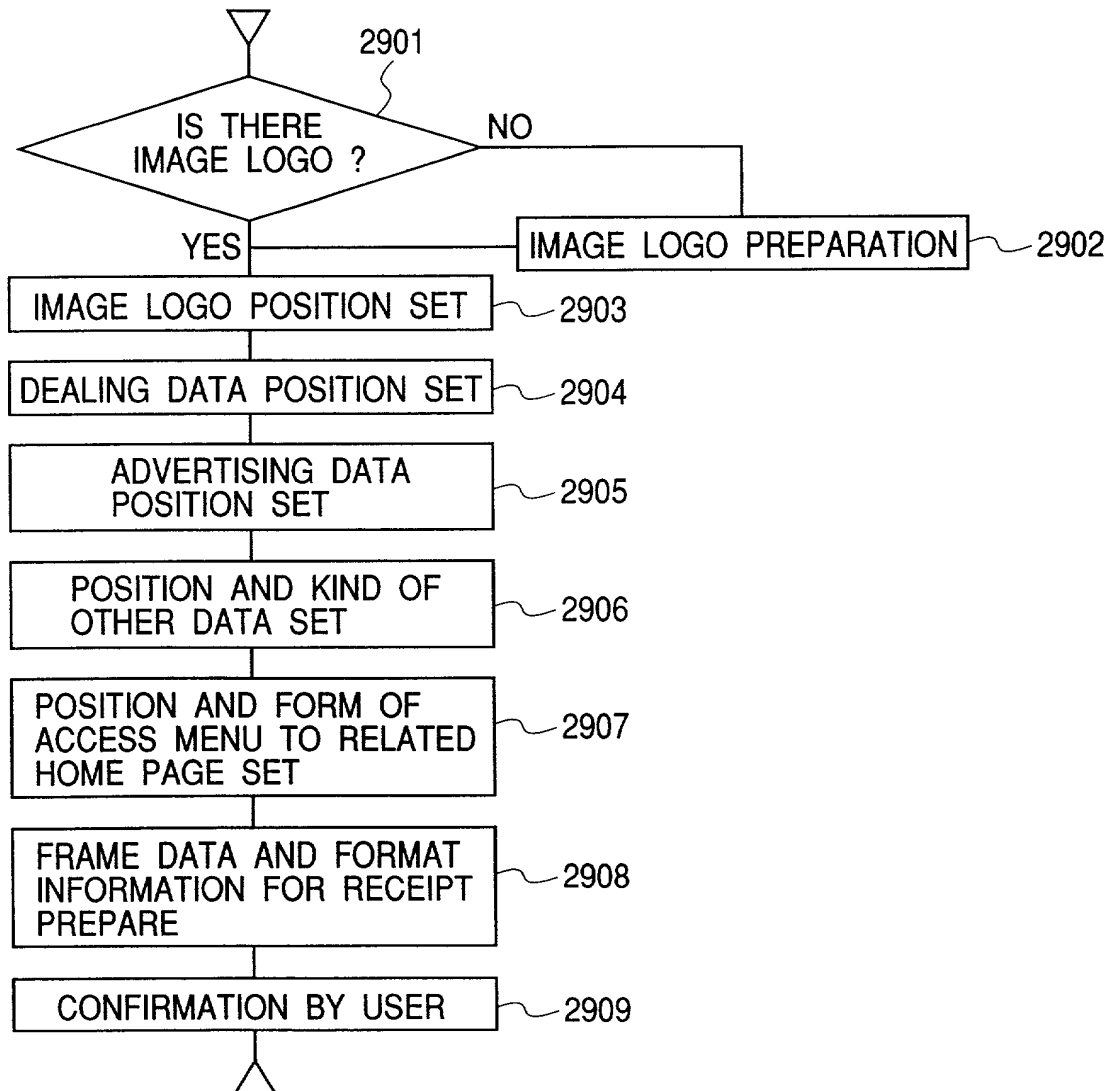 2901
IS THERE
IMAGE LOGO ?
NO
YES
IMAGE LOGO PREPARATION
2902
IMAGE LOGO POSITION SET
2903
DEALING DATA POSITION SET
2904
ADVERTISING DATA
POSITION SET
2905
POSITION AND KIND OF
OTHER DATA SET
2906
POSITION AND FORM OF
ACCESS MENU TO RELATED
HOME PAGE SET
2907
FRAME DATA AND FORMAT
INFORMATION FOR RECEIPT
PREPARE
2908
CONFIRMATION BY USER
2909